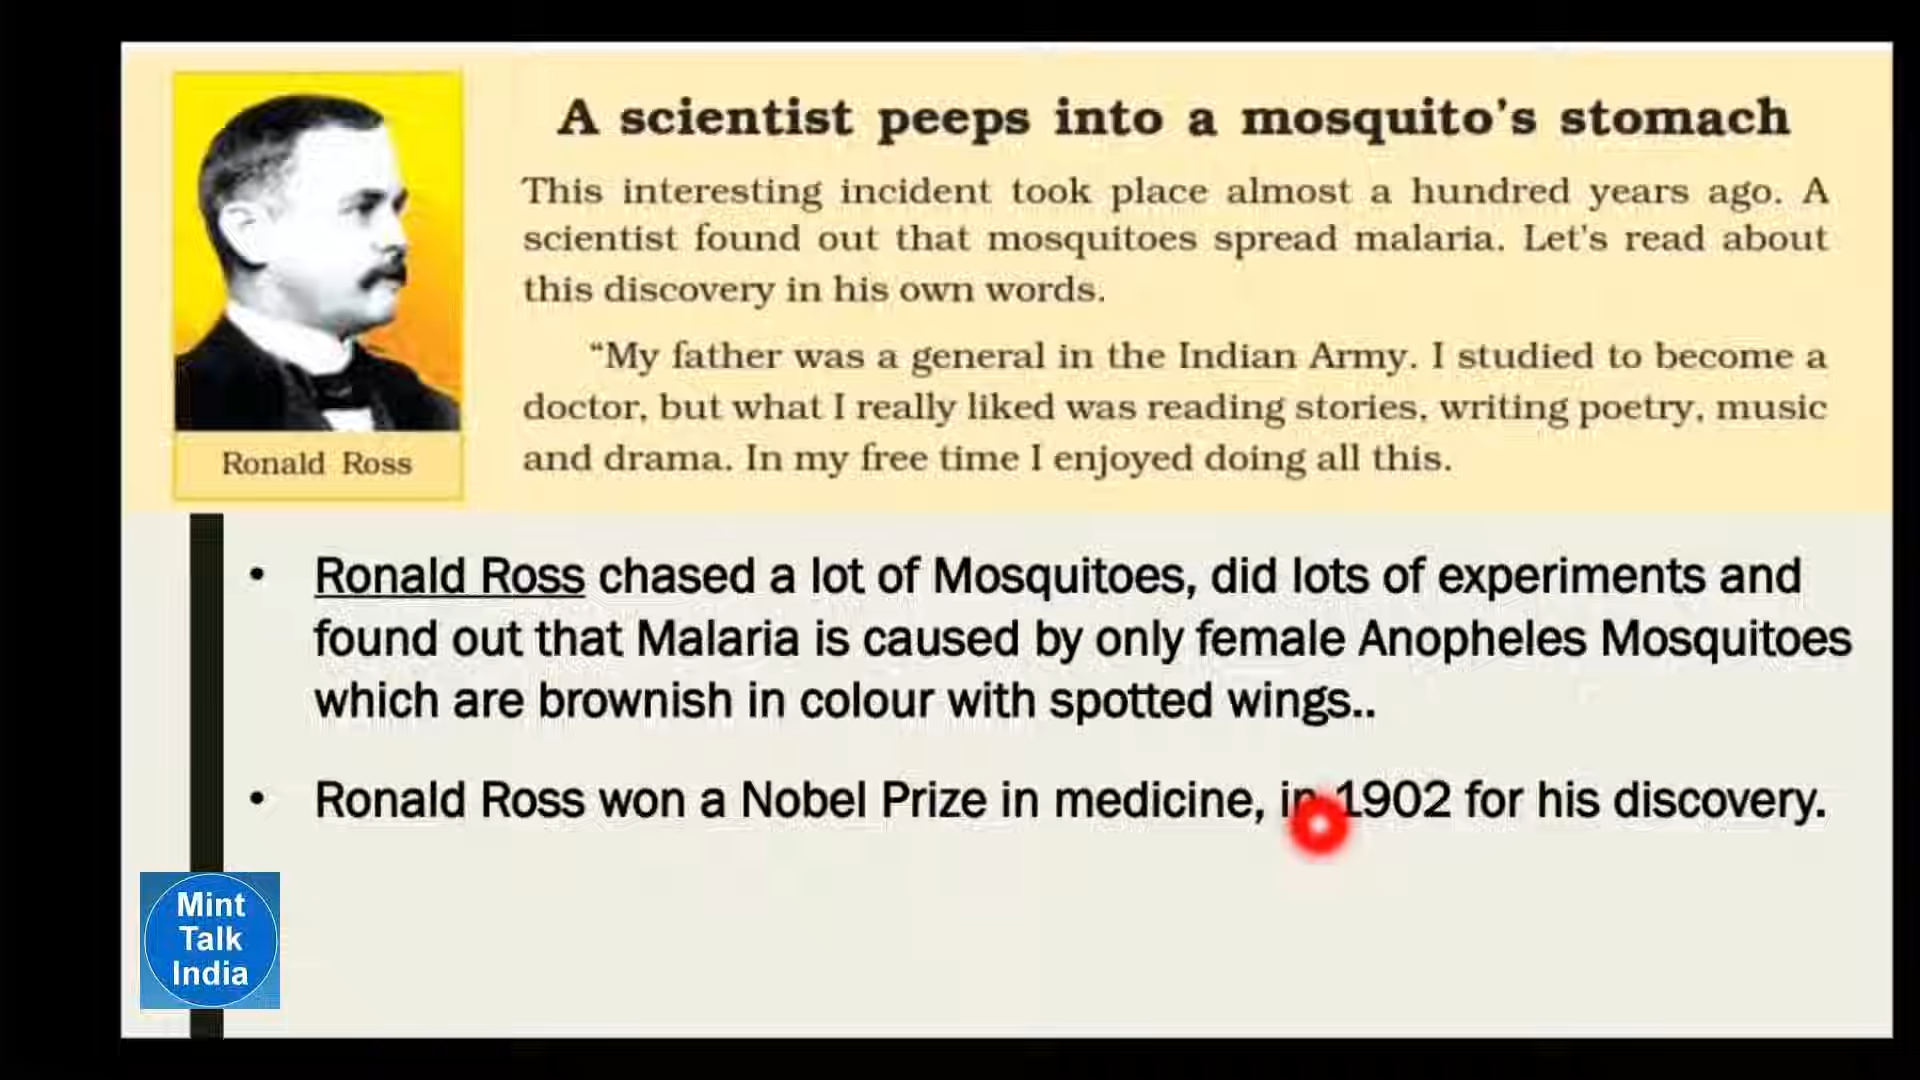 A scientist peeps into a mosquito's stomach
This interesting incident took place almost a hundred years ago. A
scientist found out that mosquitoes spread malaria. Let's read about
this discovery in his own words.
“My father was a general in the Indian Army. I studied to become a
doctor, but what I really liked was reading stories, writing poetry, music
and drama. In my free time I enjoyed doing all this.
Ronald Ross
• Ronald Ross chased a lot of Mosquitoes, did lots of experiments and
found out that Malaria is caused by only female Anopheles Mosquitoes
which are brownish in colour with spotted wings..
• Ronald Ross won a Nobel Prize in medicine, in 1902 for his discovery.
Mint
Talk
India